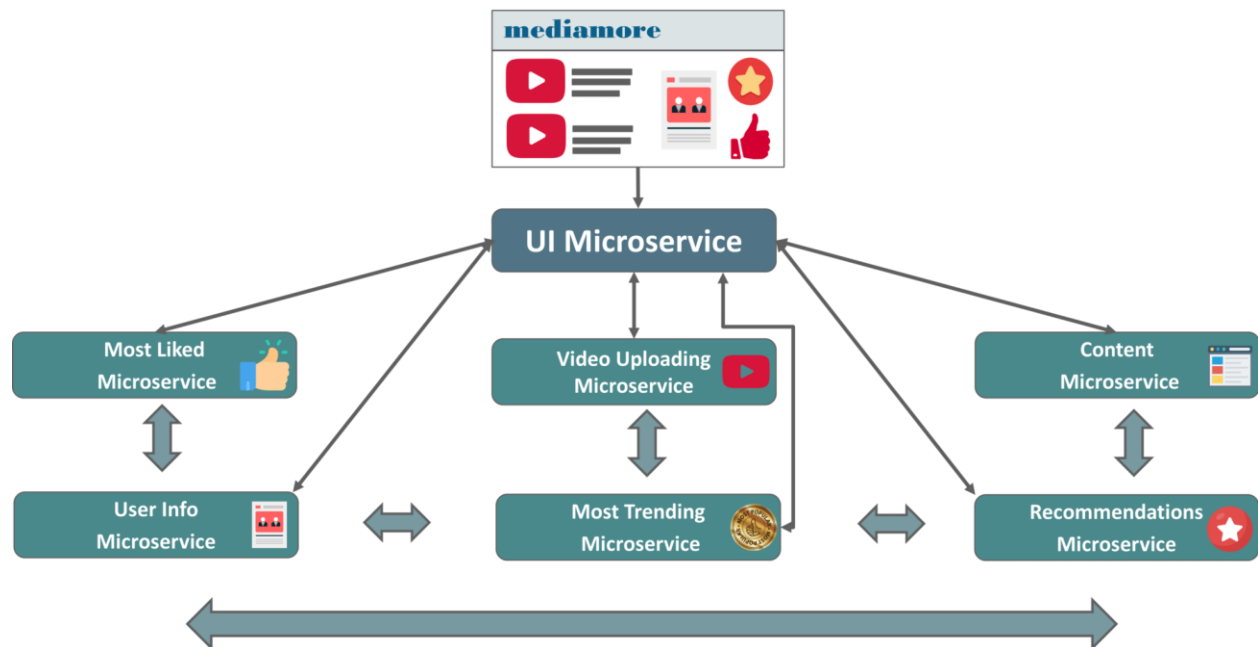 mediamore
UI Microservice
Most Liked
Microservice
Video Uploading
Microservice
Content
Microservice
User Info
Microservice
Most Trending
Microservice
Recommendations
Microservice